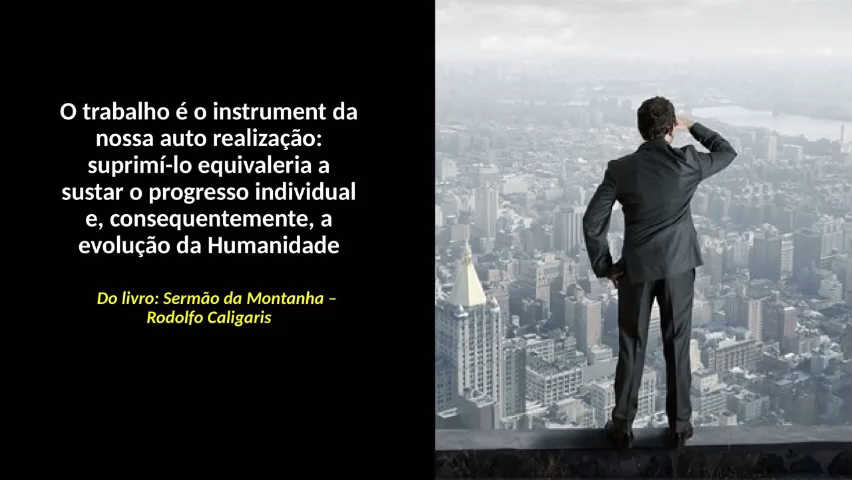 O trabalho é o instrument da
nossa auto realização:
suprimí-lo equivaleria a
sustar o progresso individual
e, consequentemente, a
evolução da Humanidade
Do livro: Sermão da Montanha –
Rodolfo Caligaris